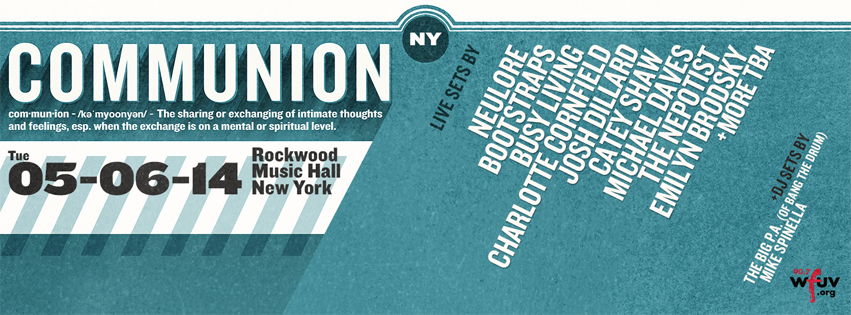 NY
COMMUNION
com·mun·ion - /kəˈmyoonyən/ - The sharing or exchanging of intimate thoughts
and feelings, esp. when the exchange is on a mental or spiritual level.
Tue
05-06-14
Rockwood
Music Hall
New York
LIVE SETS BY
NEULORE
BOOTSTRAPS
BUSY LIVING
CHARLOTTE CORNFIELD
JOSH DILLARD
CATEY SHAW
MICHAEL DAVES
THE NEPOTIST
EMILYN BRODSKY
+MORE TBA
+DJ SETS BY
THE BIG P.A. (OF BANG THE DRUM)
MIKE SPINELLA
90.7
wfuv
.org